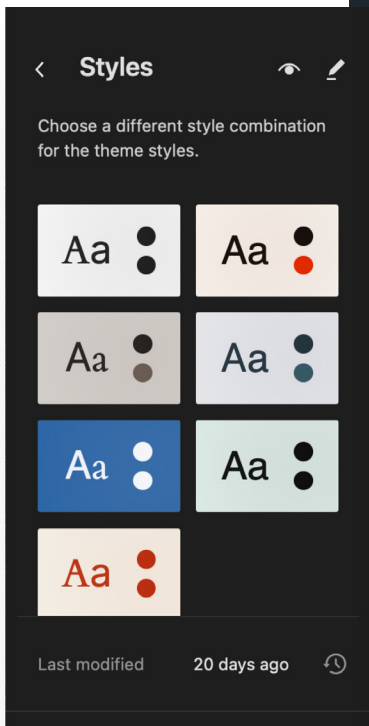 Styles
Choose a different style combination
for the theme styles.
Aa Aa
Aa Aa
Aa Aa
Aa
Last modified 20 days ago